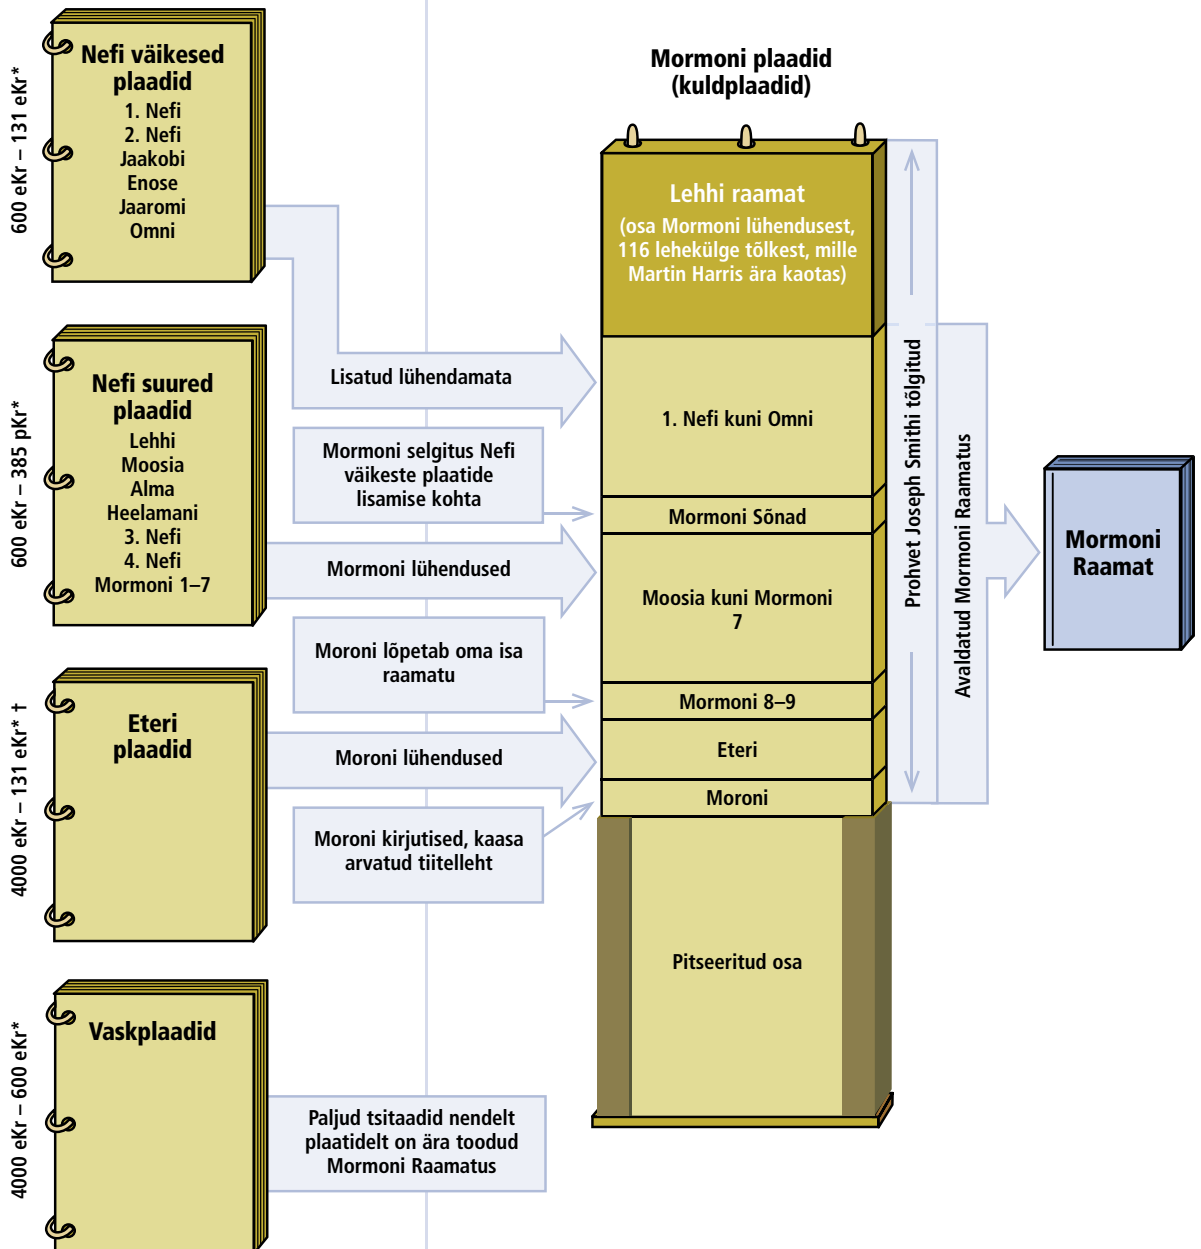 600 eKr – 131 eKr*
Nefi väikesed
plaadid
1. Nefi
2. Nefi
Jaakobi
Enose
Jaaromi
Omni
600 eKr – 385 pKr*
Nefi suured
plaadid
Lehhi
Moosia
Alma
Heelamani
3. Nefi
4. Nefi
Mormoni 1–7
4000 eKr – 131 eKr* †
Eteri
plaadid
4000 eKr – 600 eKr*
Vaskplaadid
Lisatud lühendamata
Mormoni selgitus Nefi
väikeste plaatide
lisamise kohta
Mormoni lühendused
Moroni lõpetab oma isa
raamatu
Moroni lühendused
Moroni kirjutised, kaasa
arvatud tiitelleht
Paljud tsitaadid nendelt
plaatidelt on ära toodud
Mormoni Raamatus
Mormoni plaadid
(kuldplaadid)
Lehhi raamat
(osa Mormoni lühendusest,
116 lehekülge tõlkest, mille
Martin Harris ära kaotas)
1. Nefi kuni Omni
Mormoni Sõnad
Moosia kuni Mormoni
7
Mormoni 8–9
Eteri
Moroni
Pitseeritud osa
Prohvet Joseph Smithi tõlgitud
Avaldatud Mormoni Raamatus
Mormoni
Raamat